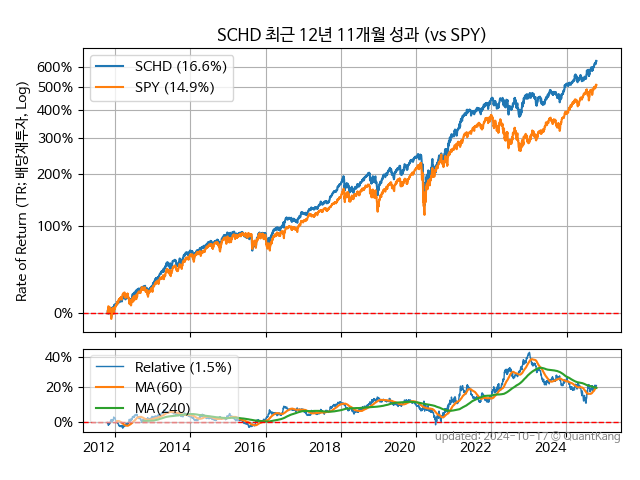 SCHD 최근 12년 11개월 성과 (vs SPY)
Rate of Return (TR; 배당재투자, Log)
600%
500%
400%
300%
200%
100%
0%
SCHD (16.6%)
SPY (14.9%)
40%
20%
0%
Relative (1.5%)
MA(60)
MA(240)
2012 2014 2016 2018 2020 2022 2024
updated: 2024-10-17 © QuantKang